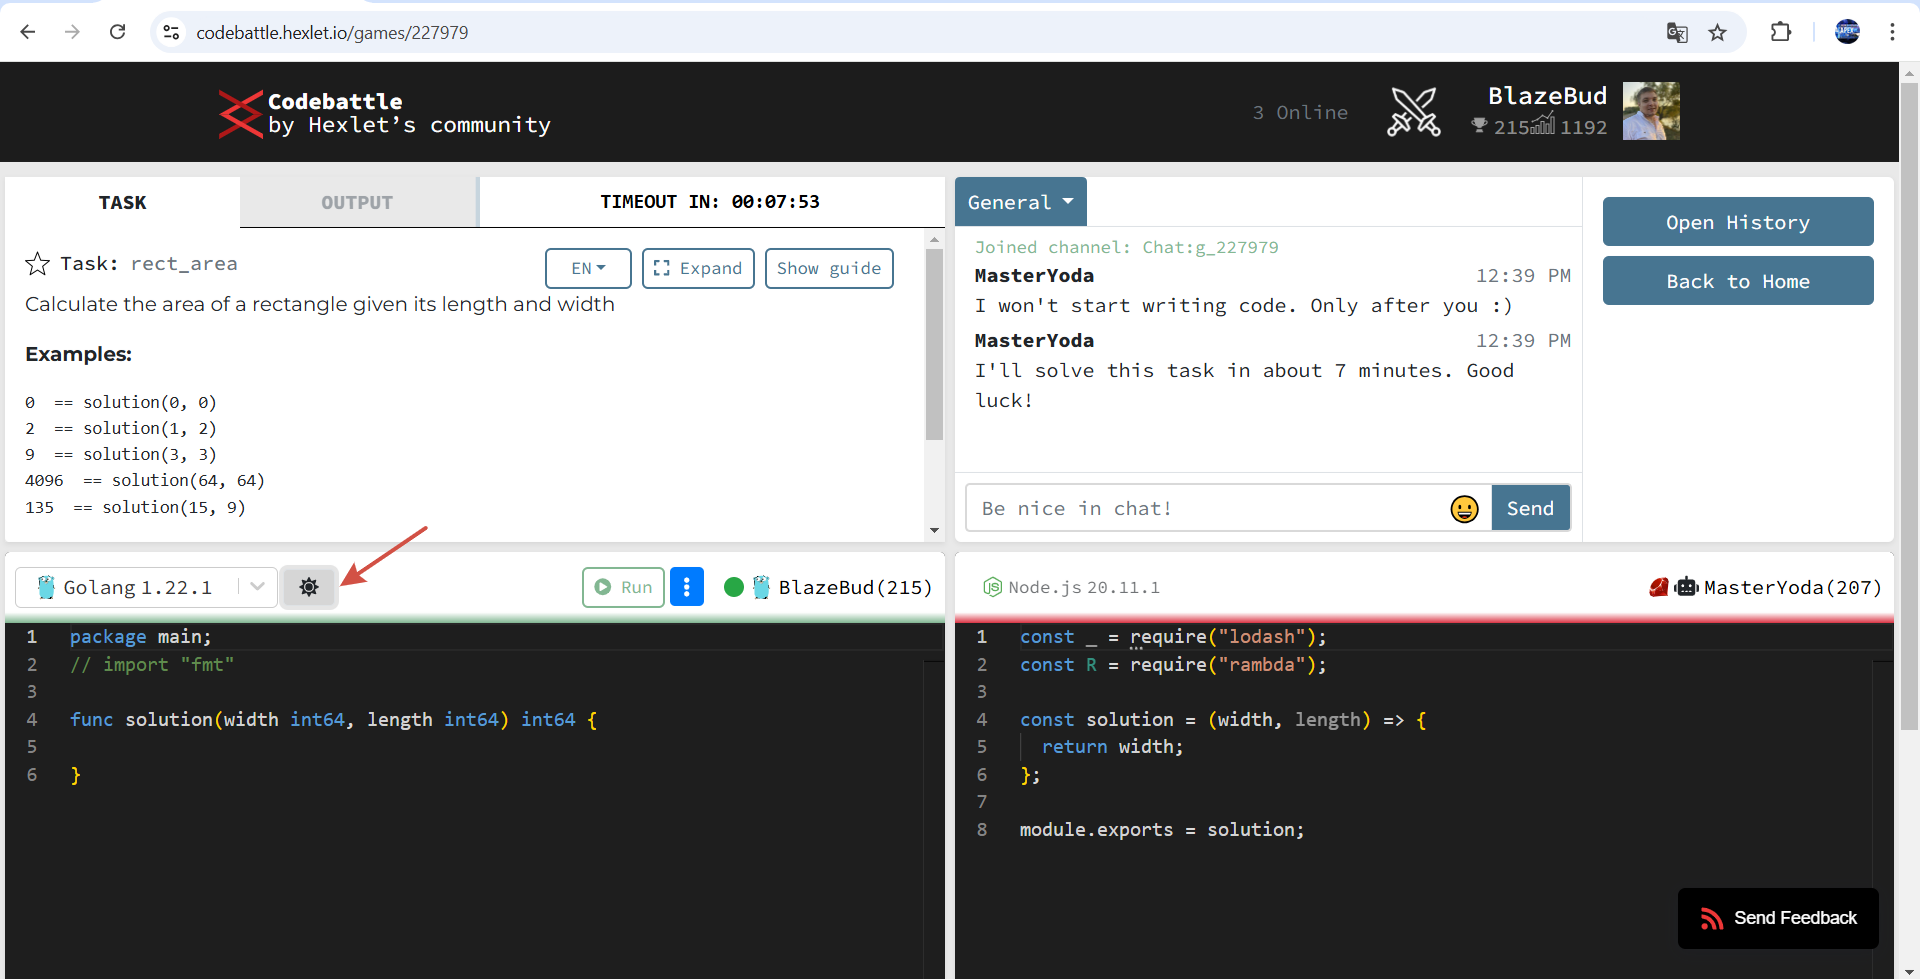 codebattle.hexlet.io/games/227979
Codebattle
by Hexlet's community
3 Online
BlazeBud
215 1192
TASK
OUTPUT
TIMEOUT IN: 00:07:53
Task: rect_area
EN
Expand
Show guide
Calculate the area of a rectangle given its length and width
Examples:
0 == solution(0, 0)
2 == solution(1, 2)
9 == solution(3, 3)
4096 == solution(64, 64)
135 == solution(15, 9)
General
Joined channel: Chat:g_227979
MasterYoda 12:39 PM
I won't start writing code. Only after you :)
MasterYoda 12:39 PM
I'll solve this task in about 7 minutes. Good
luck!
Be nice in chat!
Send
Open History
Back to Home
Golang 1.22.1
Run
BlazeBud(215)
1 package main;
2 // import "fmt"
3
4 func solution(width int64, length int64) int64 {
5
6 }
Node.js 20.11.1
MasterYoda(207)
1 const _ = require("lodash");
2 const R = require("rambda");
3
4 const solution = (width, length) => {
5 return width;
6 };
7
8 module.exports = solution;
Send Feedback